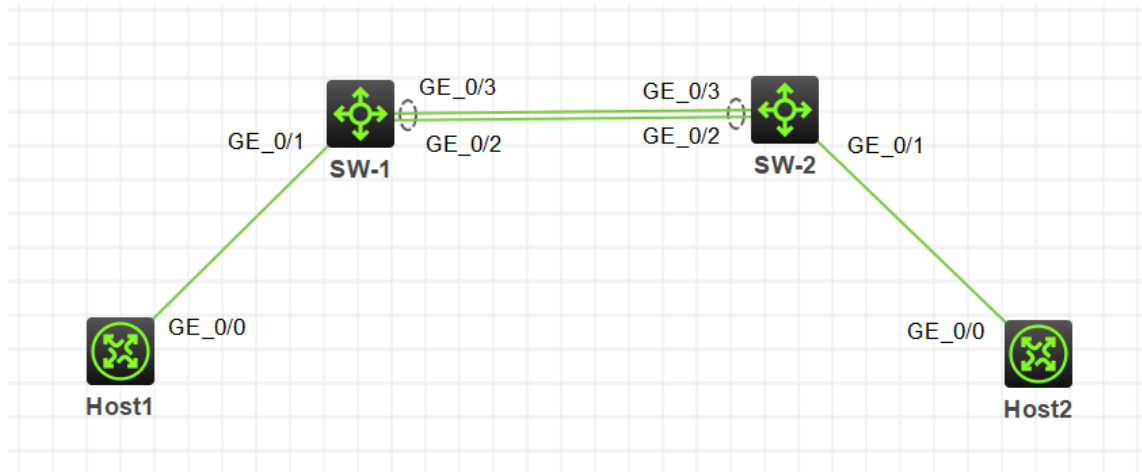 GE_0/3
GE_0/3
GE_0/1
GE_0/2
GE_0/2
GE_0/1
SW-1
SW-2
GE_0/0
GE_0/0
Host1
Host2